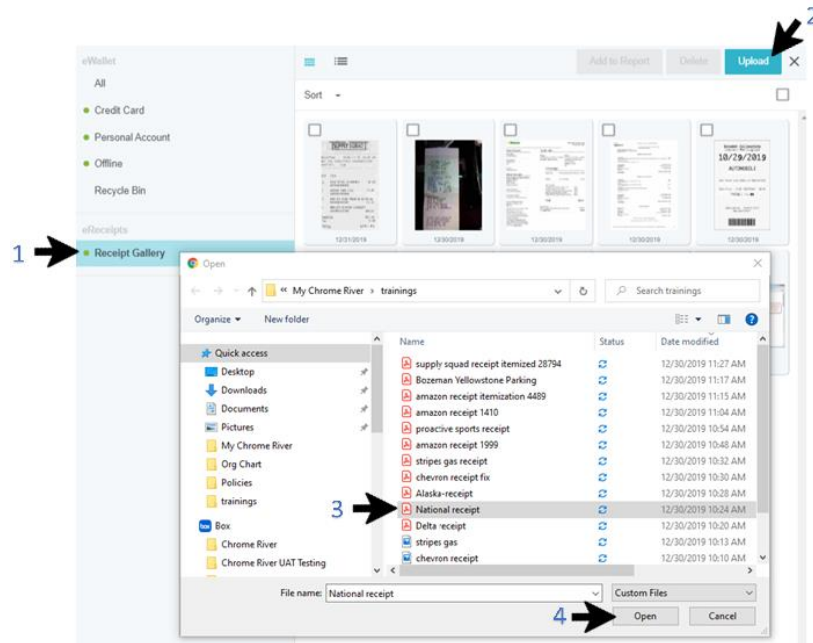 2
eWallet
All
Credit Card
Personal Account
Offline
Recycle Bin
eReceipts
1
Receipt Gallery
Add to Report Delete Upload
Sort
12/31/2019 12/30/2019 12/30/2019 12/30/2019 12/30/2019
10/29/2019
AUTOMOBILE
Open
« My Chrome River › trainings
Search trainings
Organize New folder
Name Status Date modified
Quick access
Desktop
Downloads
Documents
Pictures
My Chrome River
Org Chart
Policies
trainings
Box
Chrome River
Chrome River UAT Testing
supply squad receipt itemized 28794 12/30/2019 11:27 AM
Bozeman Yellowstone Parking 12/30/2019 11:17 AM
amazon receipt itemization 4489 12/30/2019 11:15 AM
amazon receipt 1410 12/30/2019 11:04 AM
proactive sports receipt 12/30/2019 10:54 AM
amazon receipt 1999 12/30/2019 10:48 AM
stripes gas receipt 12/30/2019 10:32 AM
chevron receipt fix 12/30/2019 10:30 AM
Alaska-receipt 12/30/2019 10:28 AM
3
National receipt 12/30/2019 10:24 AM
Delta receipt 12/30/2019 10:20 AM
stripes gas 12/30/2019 10:13 AM
chevron receipt 12/30/2019 10:10 AM
File name: National receipt Custom Files
4
Open Cancel